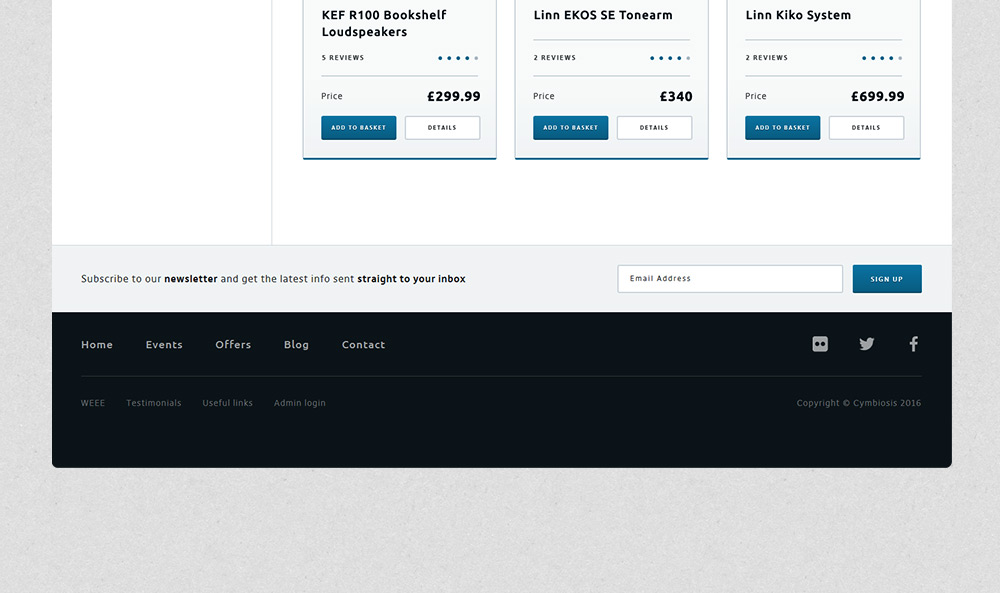 KEF R100 Bookshelf
Loudspeakers
5 REVIEWS
Price £299.99
ADD TO BASKET DETAILS
Linn EKOS SE Tonearm
2 REVIEWS
Price £340
ADD TO BASKET DETAILS
Linn Kiko System
2 REVIEWS
Price £699.99
ADD TO BASKET DETAILS
Subscribe to our newsletter and get the latest info sent straight to your inbox
Email Address SIGN UP
Home Events Offers Blog Contact
WEEE Testimonials Useful links Admin login Copyright © Cymbiosis 2016